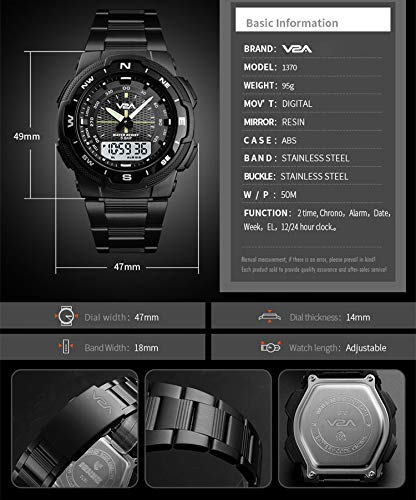 Basic Information
BRAND: V2A
MODEL: 1370
WEIGHT: 95g
MOV' T: DIGITAL
MIRROR: RESIN
CASE: ABS
BAND: STAINLESS STEEL
BUCKLE: STAINLESS STEEL
W / P: 50M
FUNCTION: 2 time, Chrono, Alarm, Date,
Week, EL, 12/24 hour clock,..
Manual measurement, if there is an error, please prevail in kind!!
Each product sold to provide quality assurance and after-sales service!
N
NE
E
SE
S
SW
W
NW
V2A
WATER RESIST
5 BAR
10:59 36
49mm
47mm
Dial width : 47mm
Dial thickness : 14mm
Band Width : 18mm
Watch length : Adjustable
V2A
V2A